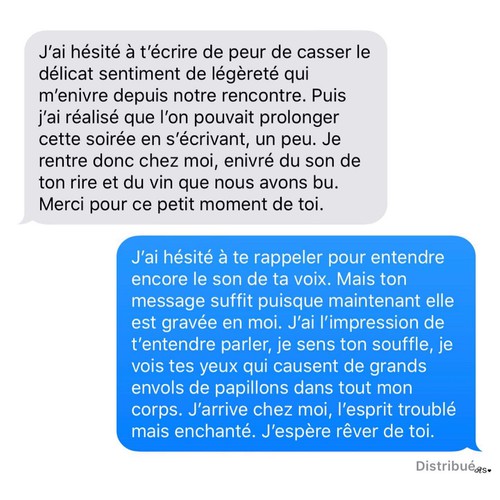 J’ai hésité à t’écrire de peur de casser le
délicat sentiment de légèreté qui
m’enivre depuis notre rencontre. Puis
j’ai réalisé que l’on pouvait prolonger
cette soirée en s’écrivant, un peu. Je
rentre donc chez moi, enivré du son de
ton rire et du vin que nous avons bu.
Merci pour ce petit moment de toi.
J’ai hésité à te rappeler pour entendre
encore le son de ta voix. Mais ton
message suffit puisque maintenant elle
est gravée en moi. J’ai l’impression de
t’entendre parler, je sens ton souffle, je
vois tes yeux qui causent de grands
envols de papillons dans tout mon
corps. J’arrive chez moi, l’esprit troublé
mais enchanté. J’espère rêver de toi.
Distribué